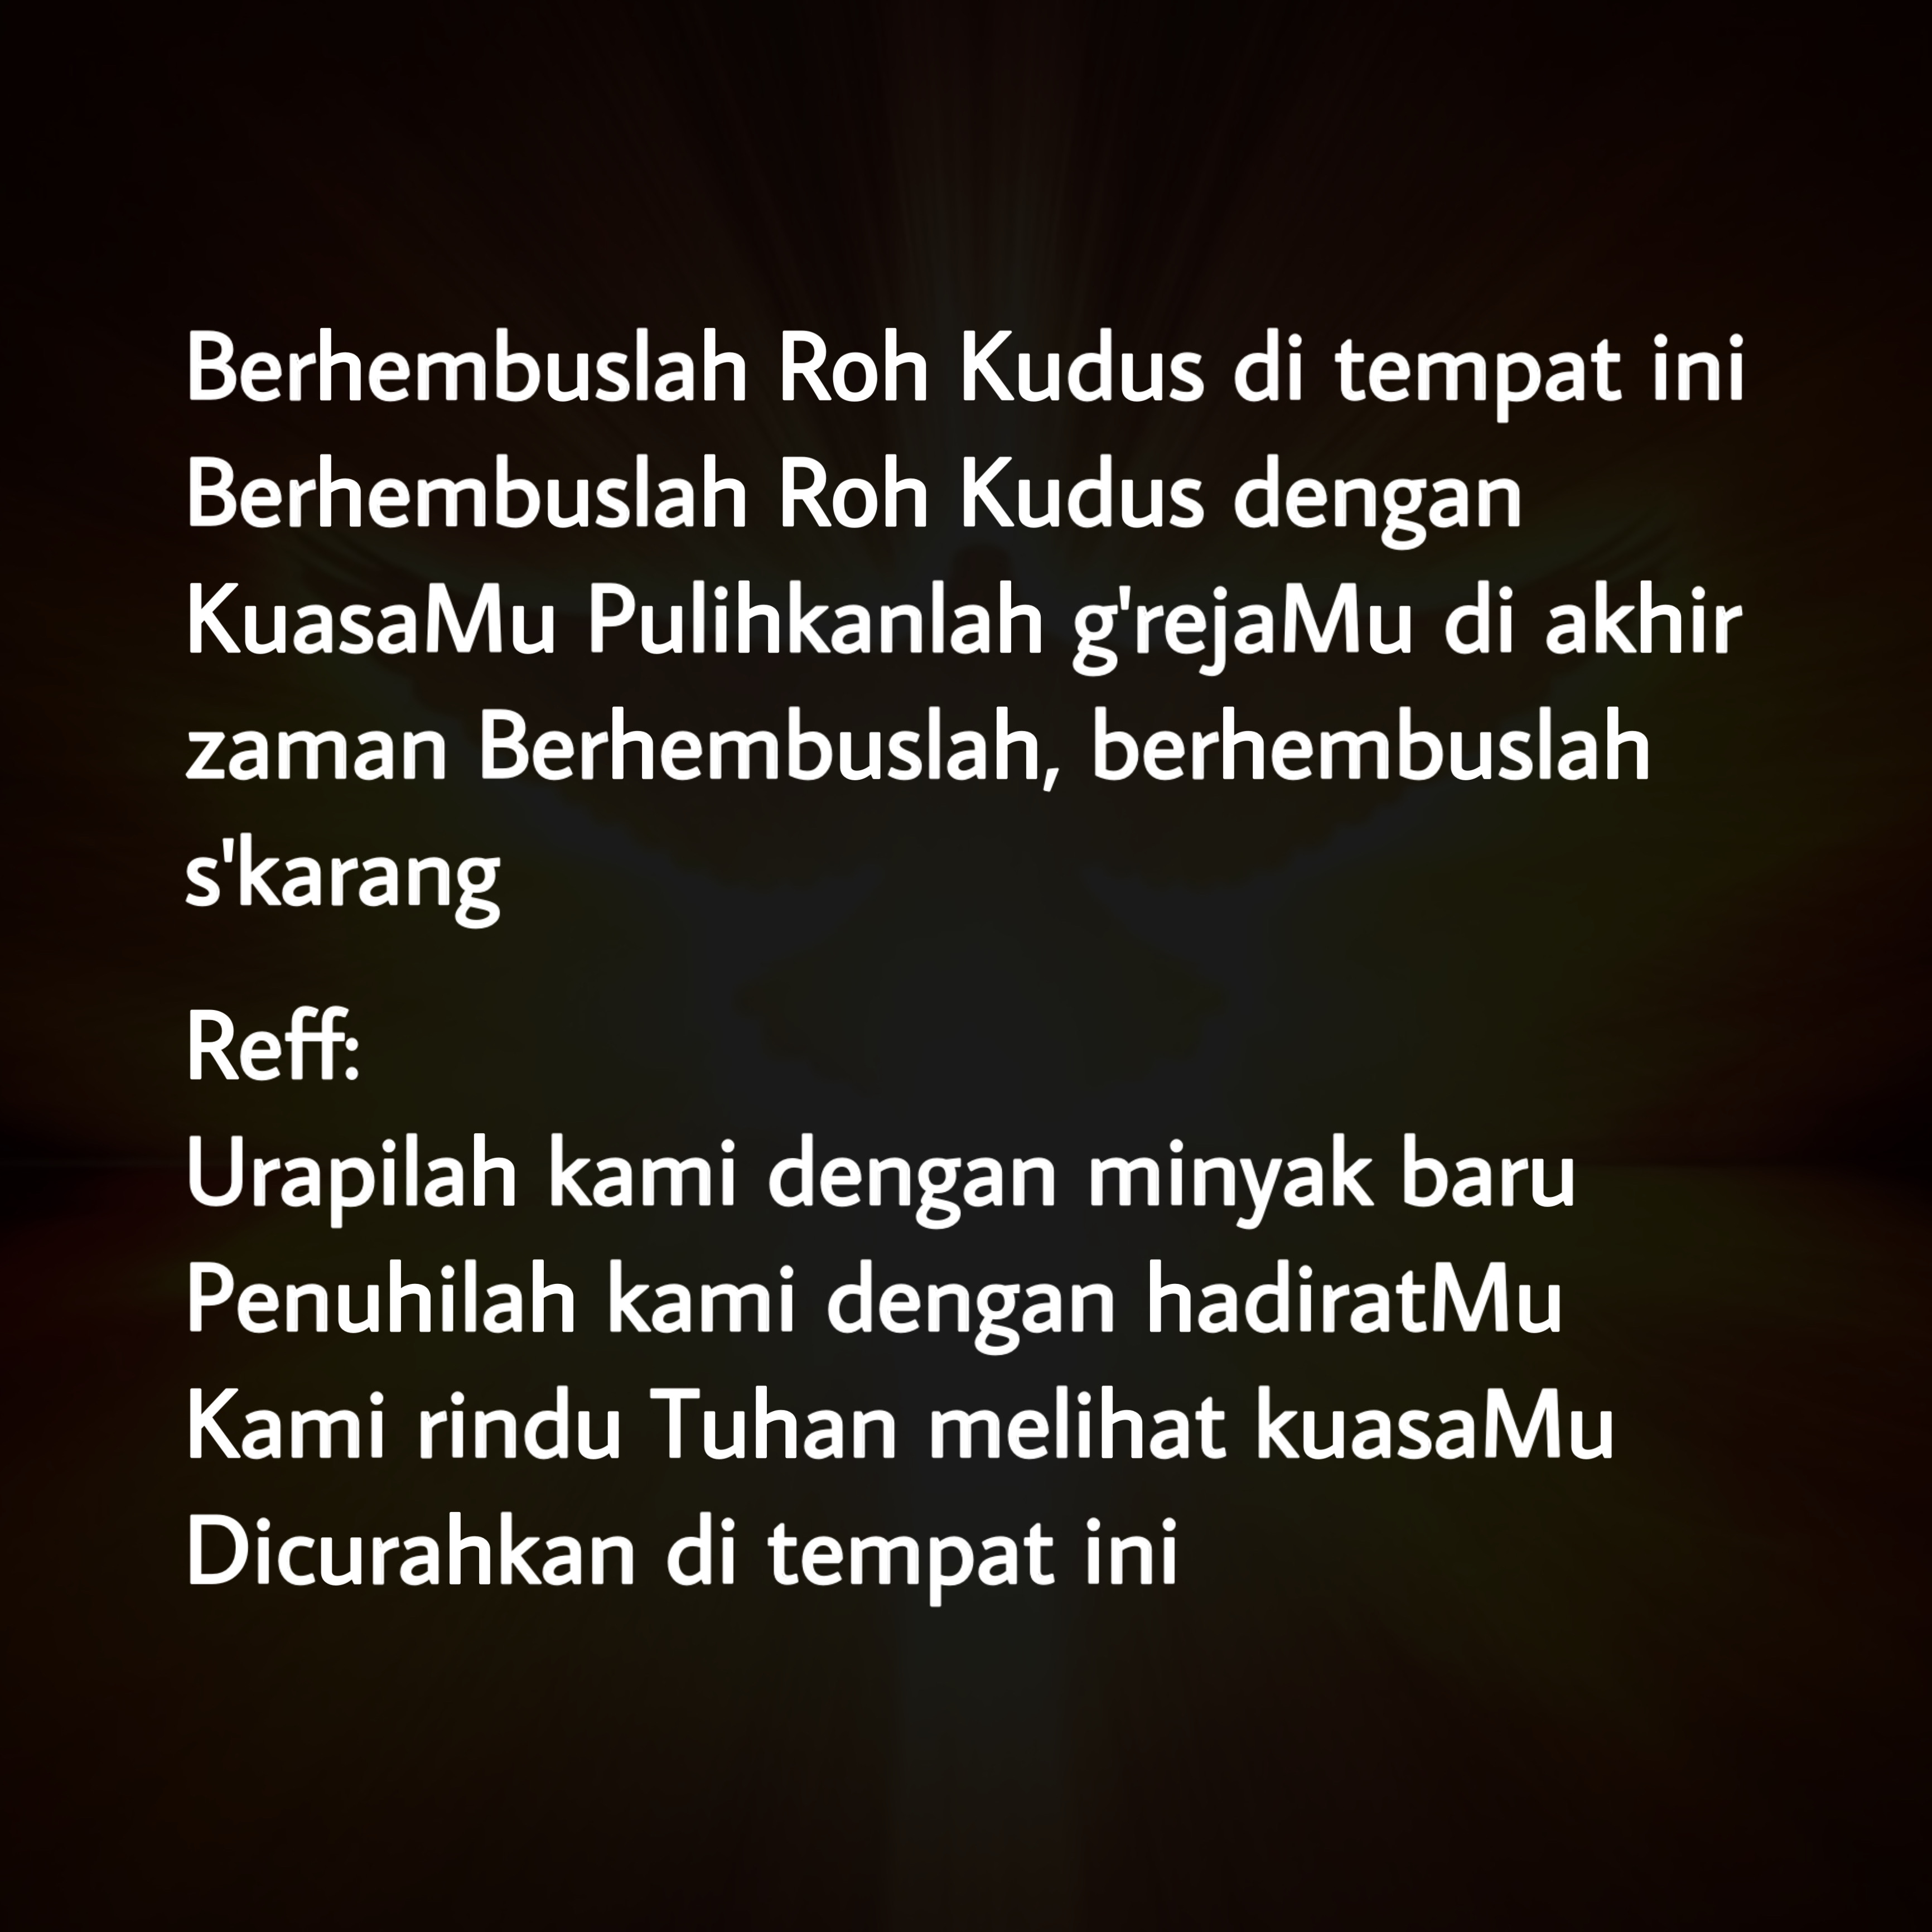 Berhembuslah Roh Kudus di tempat ini
Berhembuslah Roh Kudus dengan
KuasaMu Pulihkanlah g'rejaMu di akhir
zaman Berhembuslah, berhembuslah
s'karang
Reff:
Urapilah kami dengan minyak baru
Penuhilah kami dengan hadiratMu
Kami rindu Tuhan melihat kuasaMu
Dicurahkan di tempat ini